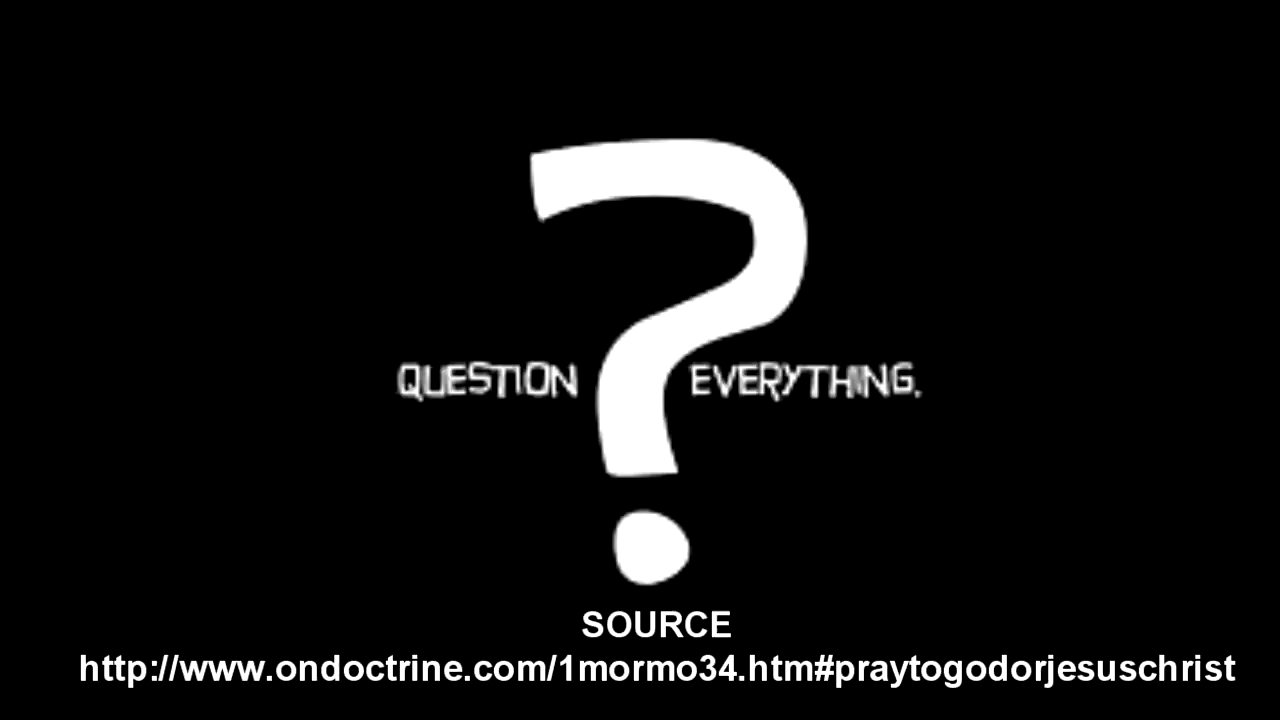 QUESTION ? EVERYTHING.
SOURCE
http://www.ondoctrine.com/1mormo34.htm#praytogodorjesuschrist